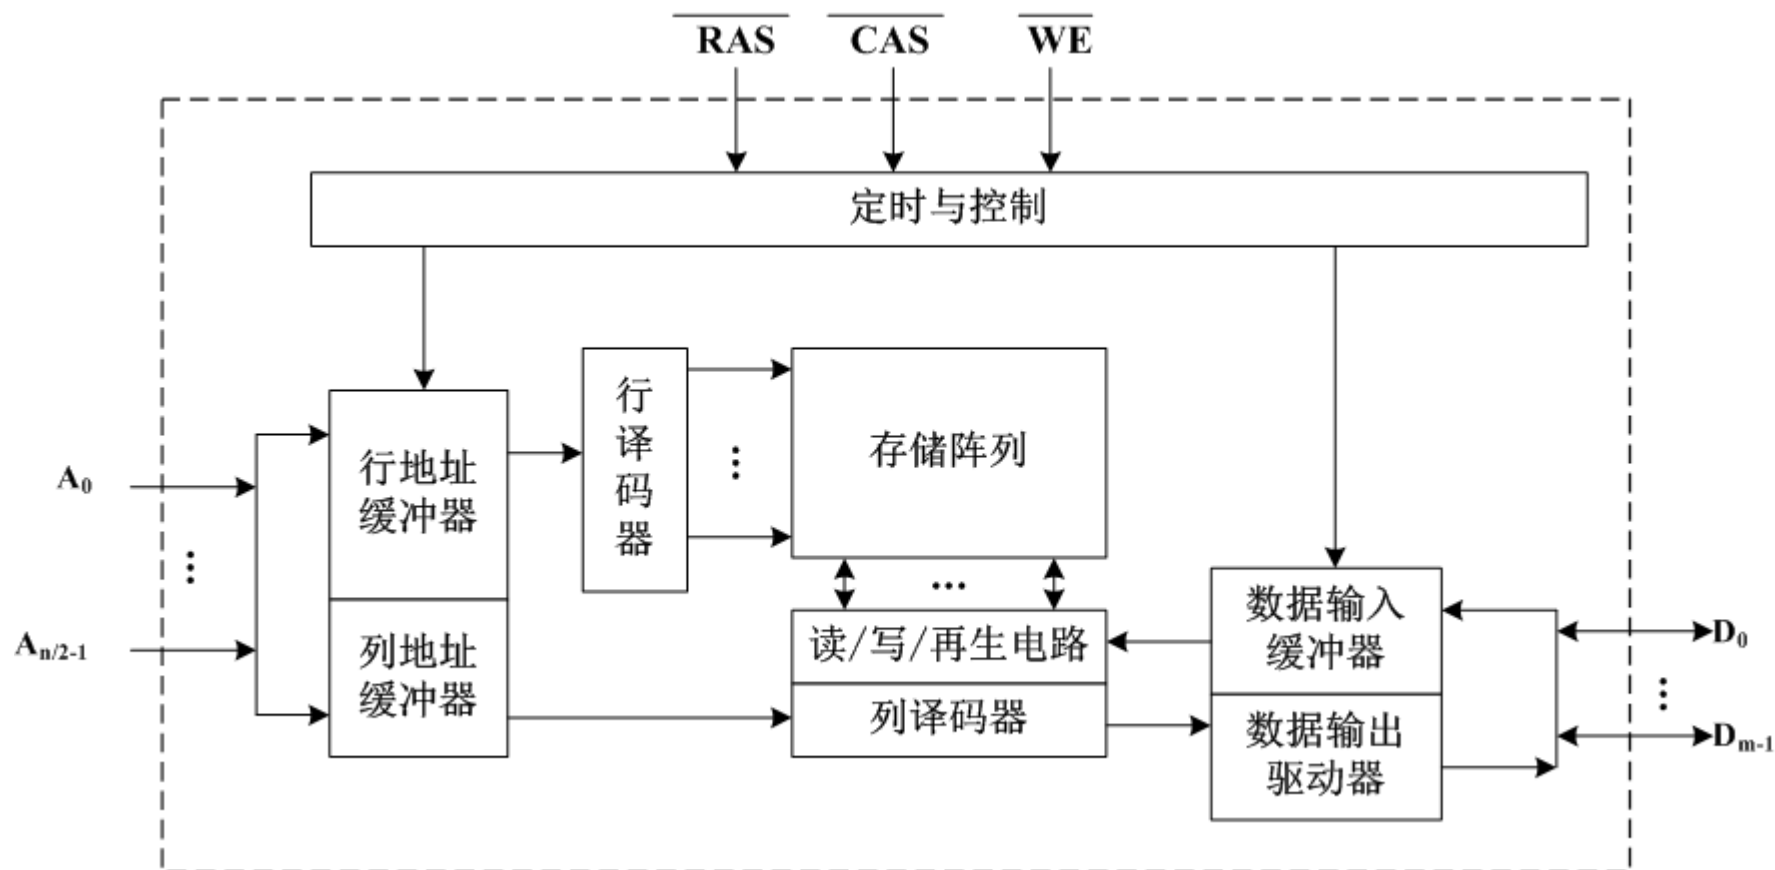 RAS CAS WE
定时与控制
行译码器
存储阵列
行地址
缓冲器
A0
...
An/2-1
列地址
缓冲器
...
...
读/写/再生电路
列译码器
数据输入
缓冲器
数据输出
驱动器
D0
...
Dm-1